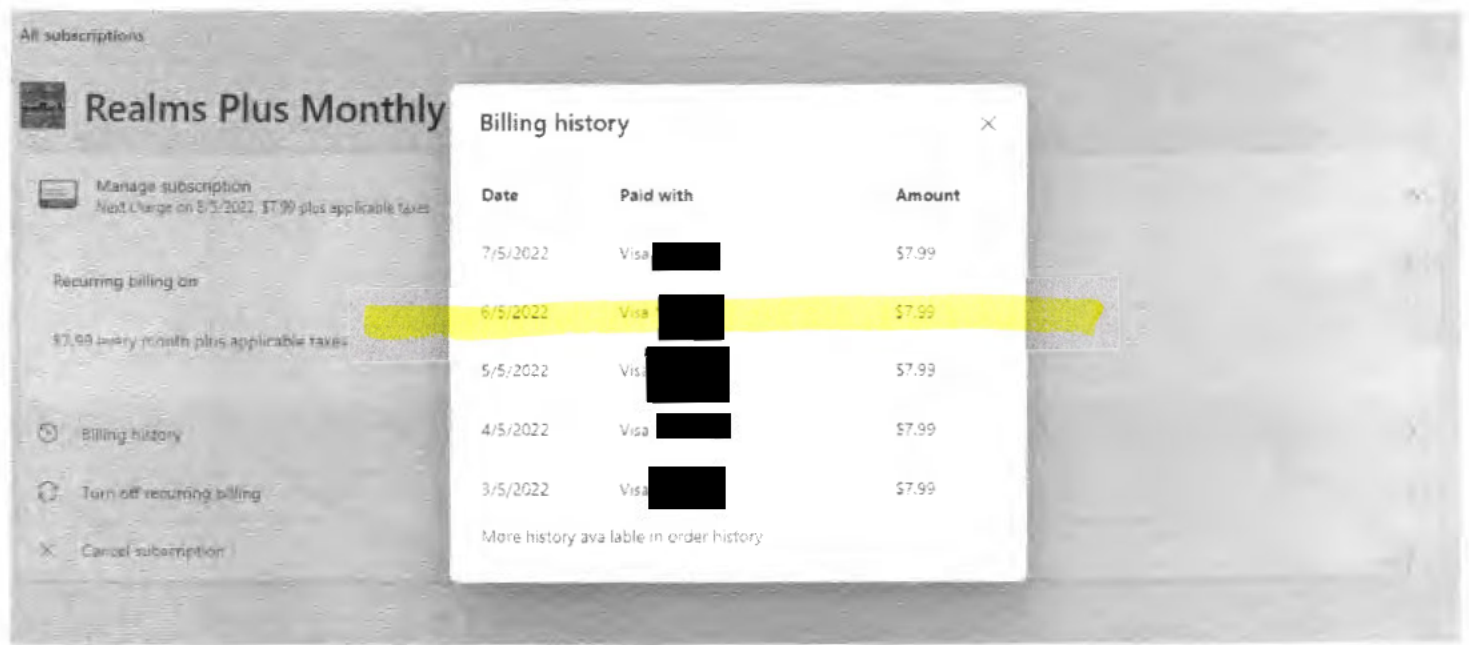 All subscriptions
Realms Plus Monthly
Manage subscription
Next charge on 8/5/2022, $7.99 plus applicable taxes
Recurring billing on
$7.99 every month plus applicable taxes
Billing history
Turn off recurring billing
Cancel subscription
Billing history
Date Paid with Amount
7/5/2022 Visa $7.99
6/5/2022 Visa $7.99
5/5/2022 Visa $7.99
4/5/2022 Visa $7.99
3/5/2022 Visa $7.99
More history available in order history